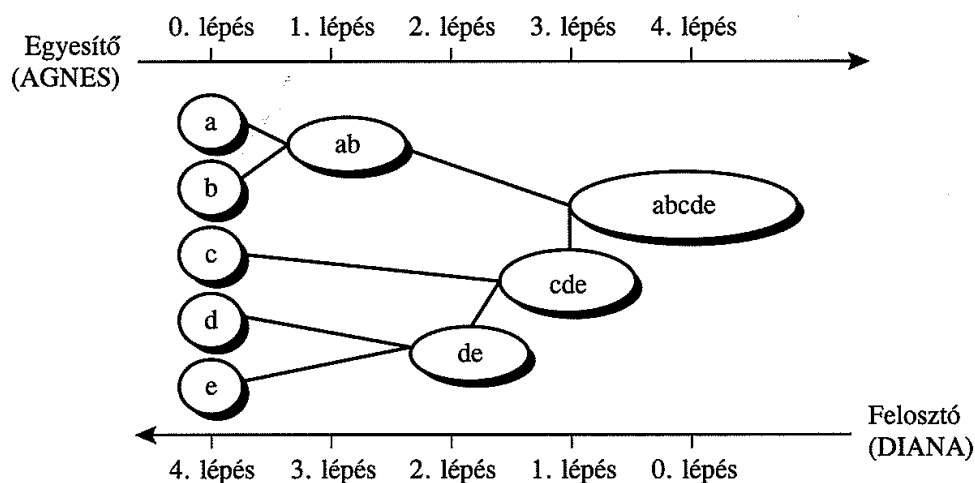 0. lépés 1. lépés 2. lépés 3. lépés 4. lépés
Egyesítő
(AGNES)
a
ab
b
abcde
c
cde
d
de
e
Felosztó
(DIANA)
4. lépés 3. lépés 2. lépés 1. lépés 0. lépés